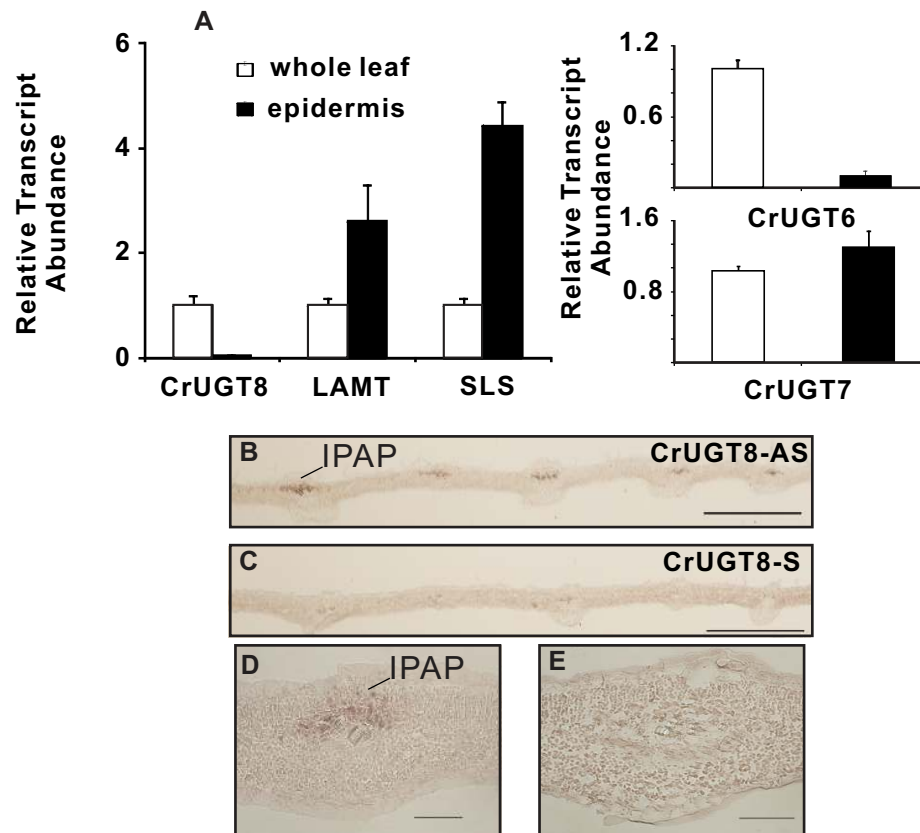 A
Relative Transcript
Abundance
6
4
2
0
whole leaf
epidermis
CrUGT8
LAMT
SLS
Relative Transcript
Abundance
1.2
0.6
CrUGT6
1.6
0.8
CrUGT7
B
IPAP
CrUGT8-AS
C
CrUGT8-S
D
IPAP
E